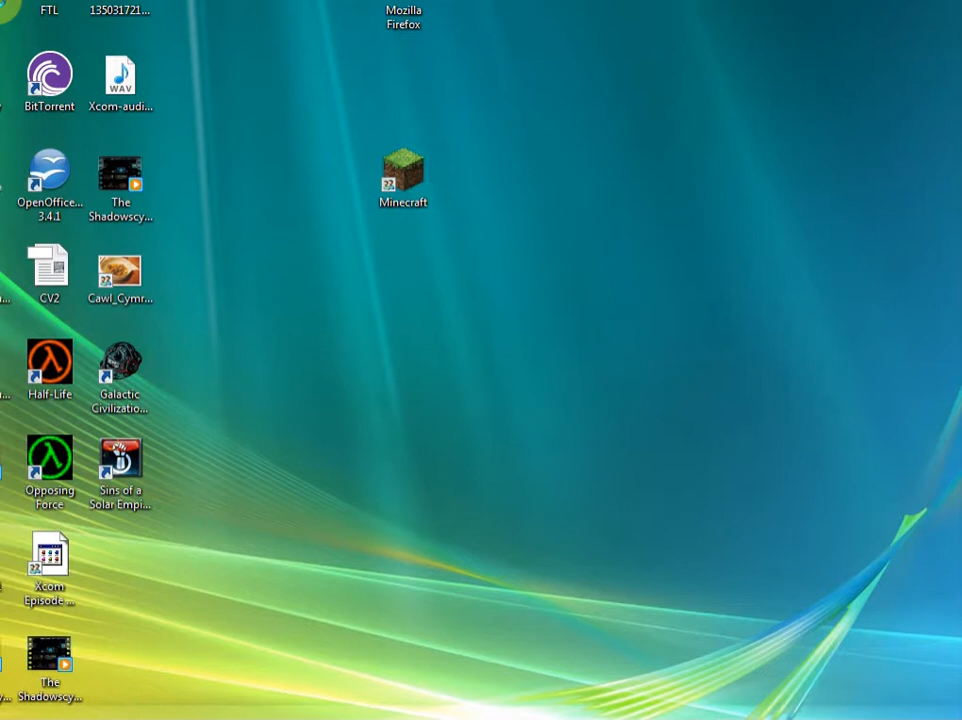 FTL
135031721...
Mozilla
Firefox
BitTorrent
WAV
Xcom-audi...
OpenOffice...
3.4.1
The
Shadowscy...
Minecraft
CV2
Cawl_Cymr...
Half-Life
Galactic
Civilizatio...
Opposing
Force
Sins of a
Solar Empi...
Xcom
Episode ...
The
Shadowscy...